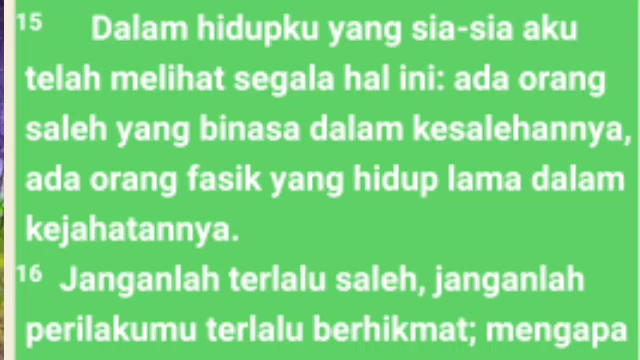 15 Dalam hidupku yang sia-sia aku
telah melihat segala hal ini: ada orang
saleh yang binasa dalam kesalehannya,
ada orang fasik yang hidup lama dalam
kejahatannya.
16 Janganlah terlalu saleh, janganlah
perilakumu terlalu berhikmat; mengapa